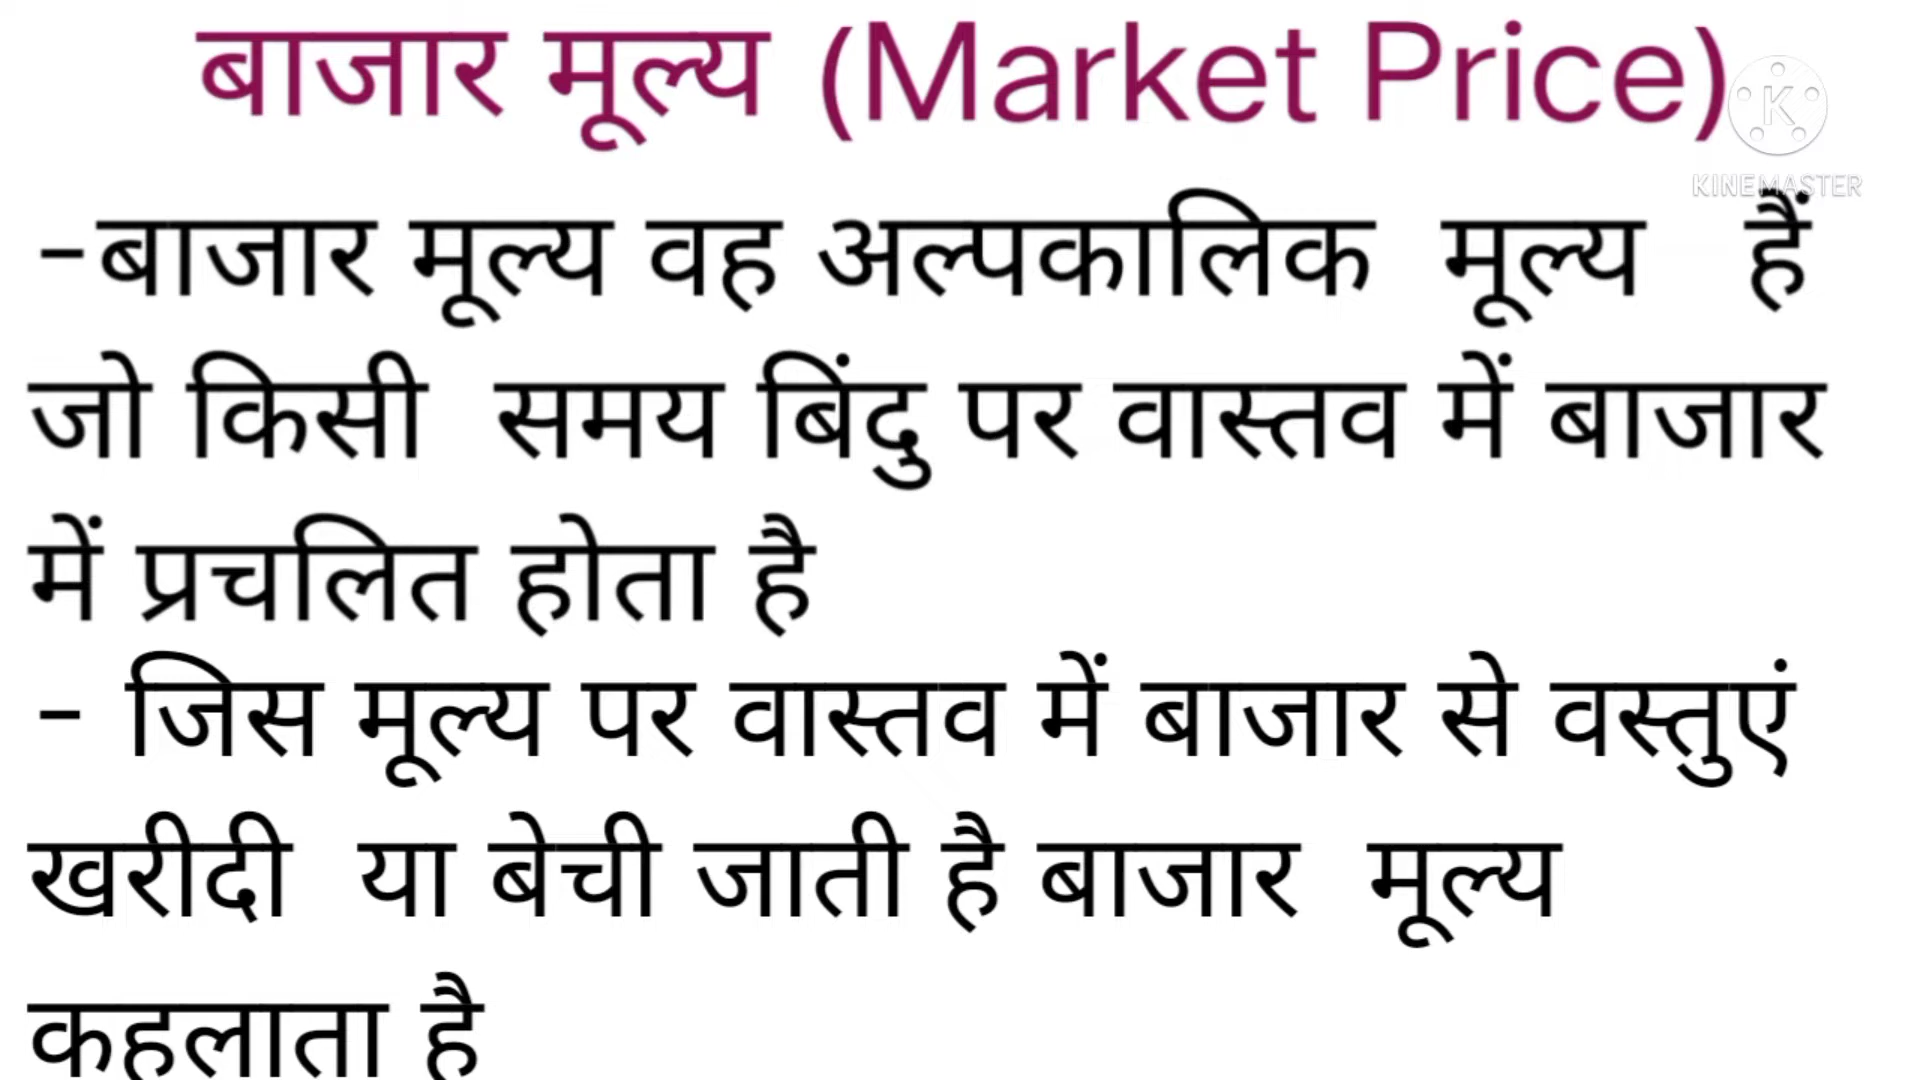 बाजार मूल्य (Market Price)
KINEMASTER
-बाजार मूल्य वह अल्पकालिक मूल्य हैं
जो किसी समय बिंदु पर वास्तव में बाजार
में प्रचलित होता है
- जिस मूल्य पर वास्तव में बाजार से वस्तुएं
खरीदी या बेची जाती है बाजार मूल्य
कहलाता है